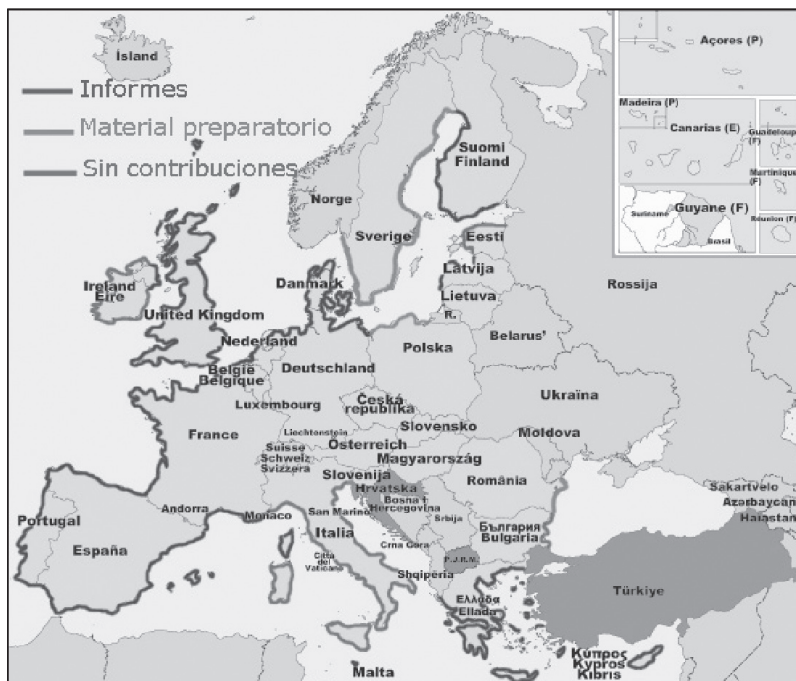 Ísland
Informes
Material preparatorio
Sin contribuciones
Norge
Sverige
Suomi
Finland
Eesti
Latvija
Lietuva
R.
Danmark
Ireland
Éire
United Kingdom
Nederland
België
Belgique
Deutschland
Polska
Belarus'
Rossija
Luxembourg
Česká
republika
Slovensko
Ukraïna
Moldova
France
Liechtenstein
Suisse
Schweiz
Svizzera
Österreich
Magyarország
Slovenija
Hrvatska
România
Bosna i
Hercegovina
Srbija
България
Bulgaria
Portugal
España
Andorra
Monaco
San Marino
Italia
Città
del
Vaticano
Crna Gora
P.J.R.M.
Shqipëria
Ελλάδα
Ellada
Türkiye
Sakartvelo
Azərbaycan
Haiastan
Malta
Κύπρος
Kypros
Kıbrıs
Açores (P)
Madeira (P)
Canarias (E)
Guadeloupe
(F)
Martinique
(F)
Réunion (F)
Guyane (F)
Suriname
Brasil